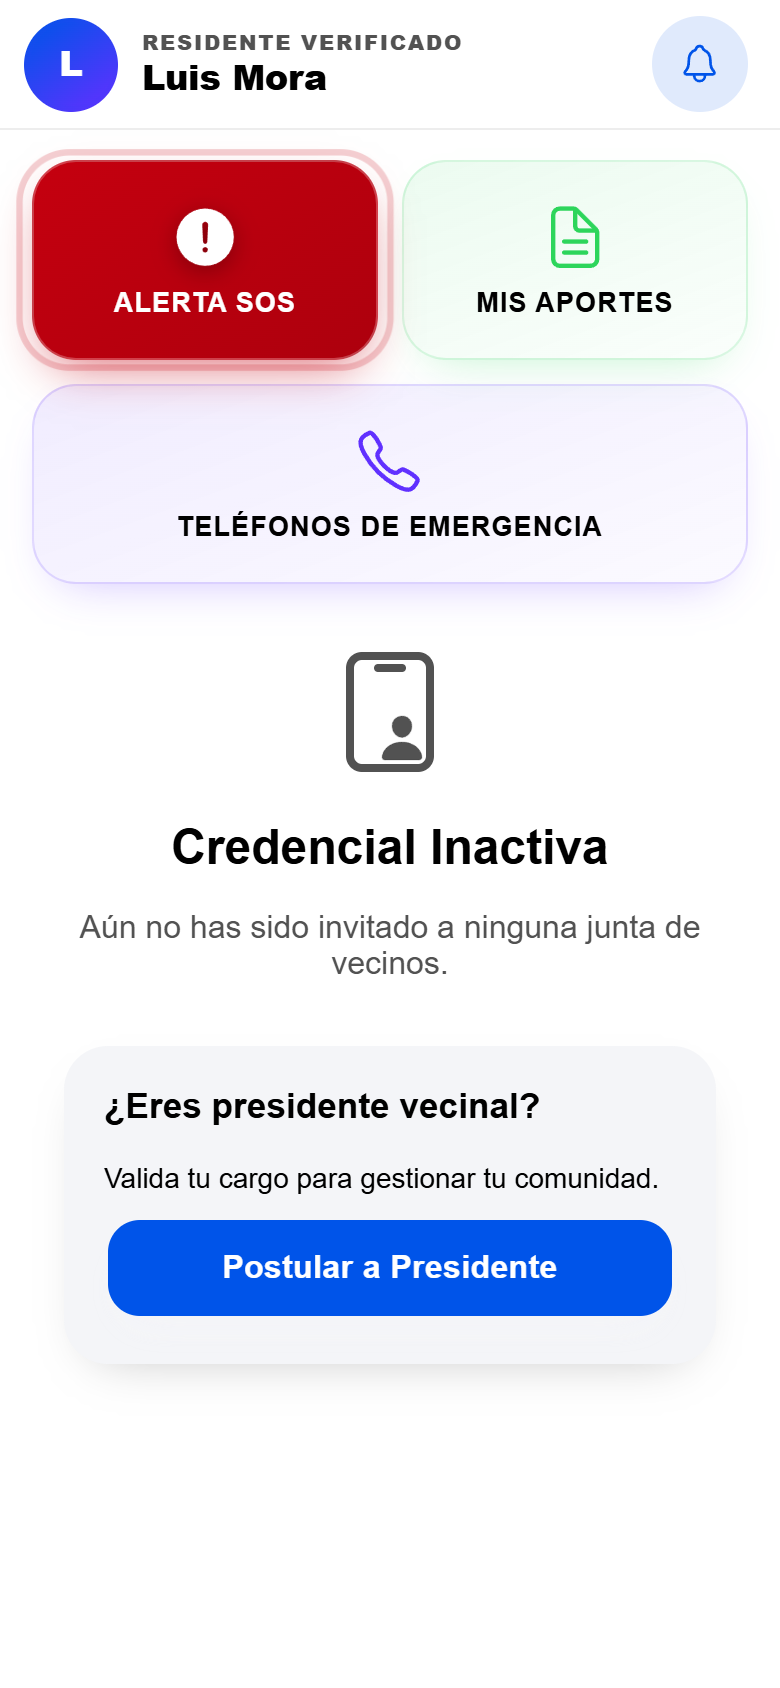 L
RESIDENTE VERIFICADO
Luis Mora
ALERTA SOS
MIS APORTES
TELÉFONOS DE EMERGENCIA
Credencial Inactiva
Aún no has sido invitado a ninguna junta de
vecinos.
¿Eres presidente vecinal?
Valida tu cargo para gestionar tu comunidad.
Postular a Presidente